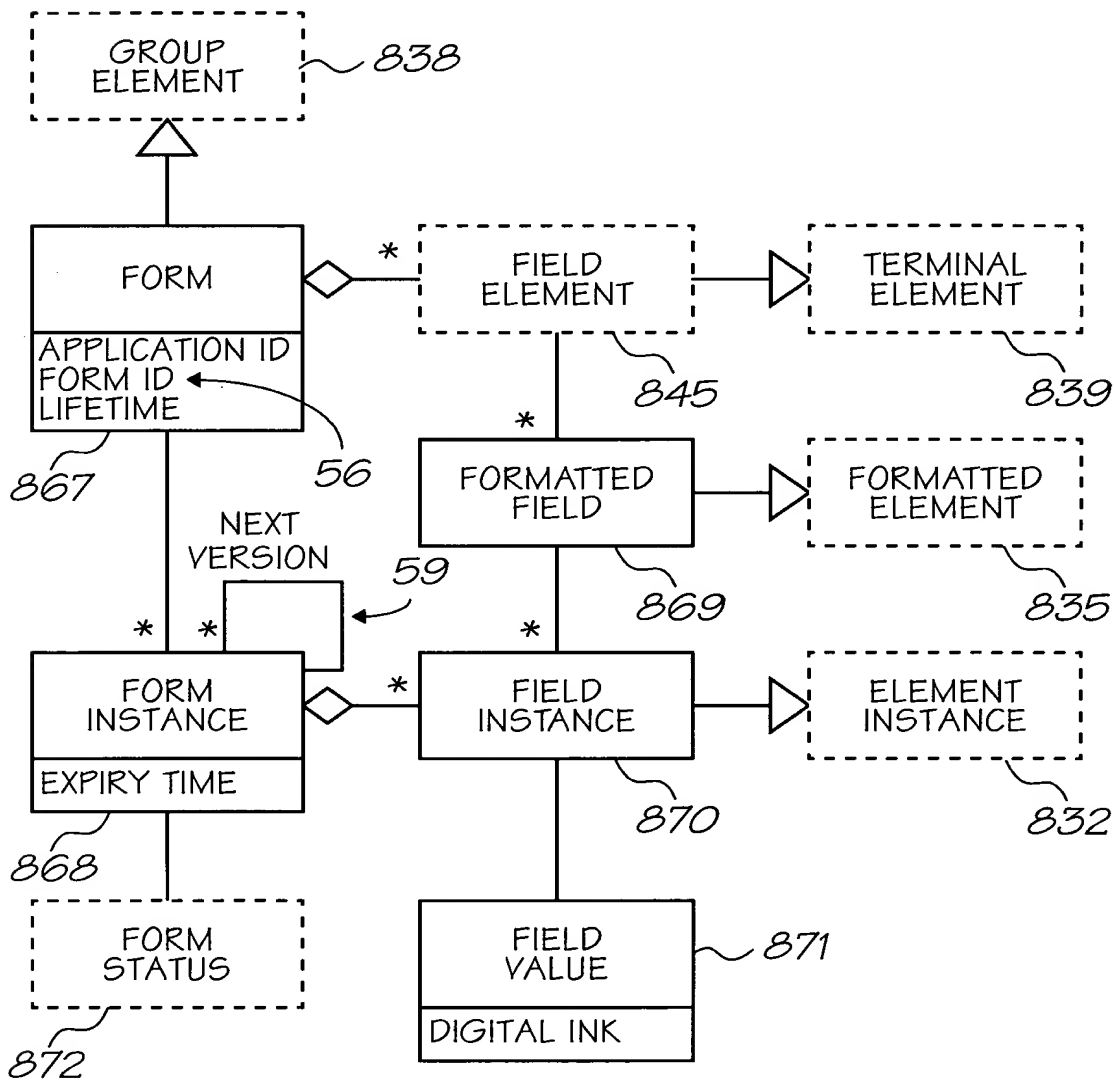 GROUP
ELEMENT
838
FORM
*
FIELD
ELEMENT
TERMINAL
ELEMENT
APPLICATION ID
FORM ID
LIFETIME
845
839
867
56
*
FORMATTED
FIELD
FORMATTED
ELEMENT
NEXT
VERSION
59
869
835
*
*
*
FORM
INSTANCE
*
FIELD
INSTANCE
ELEMENT
INSTANCE
EXPIRY TIME
870
832
868
FORM
STATUS
FIELD
VALUE
871
DIGITAL INK
872